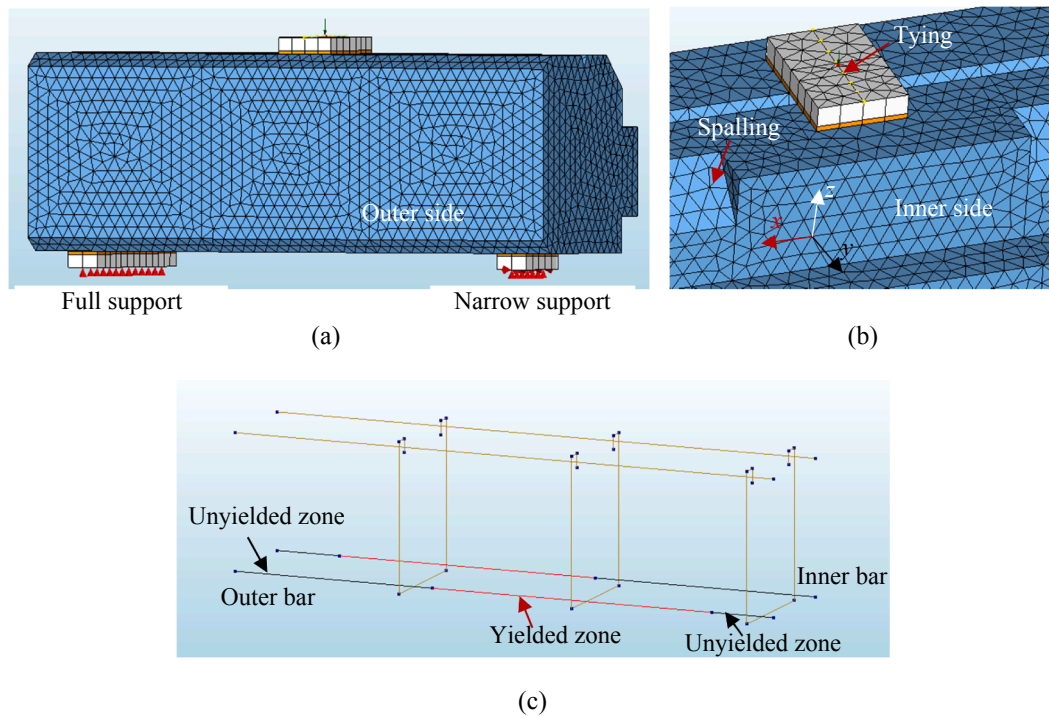 Outer side
Full support
Narrow support
(a)
Tying
Spalling
z
x
y
Inner side
(b)
Unyielded zone
Outer bar
Yielded zone
Inner bar
Unyielded zone
(c)